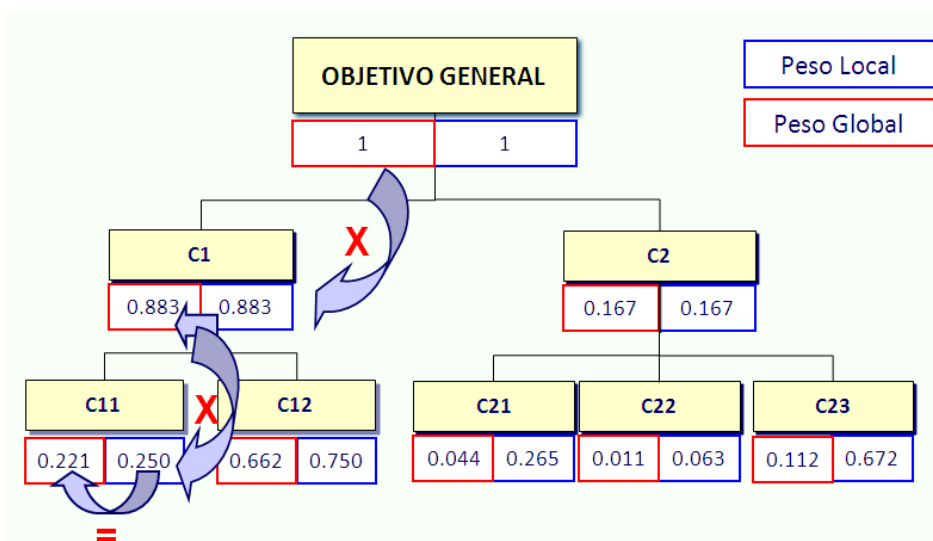 OBJETIVO GENERAL
1 1
Peso Local
Peso Global
X
C1
0.883 0.883
C2
0.167 0.167
C11
0.221 0.250
X
C12
0.662 0.750
C21
0.044 0.265
C22
0.011 0.063
C23
0.112 0.672
=